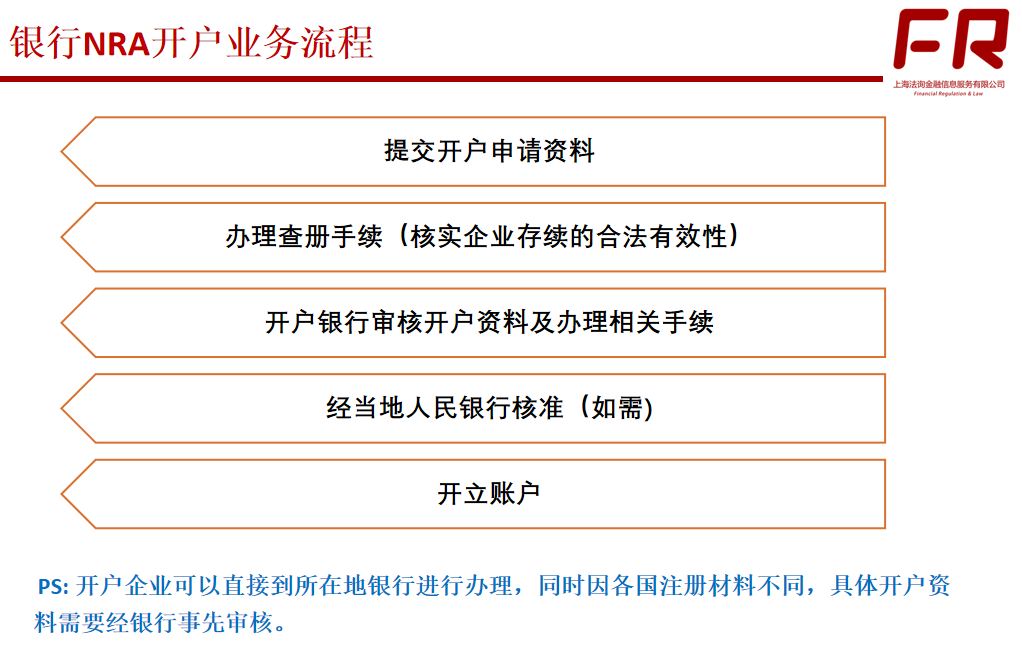 银行NRA开户业务流程
FR
上海法询金融信息服务有限公司
Financial Regulation & Law
提交开户申请资料
办理查册手续（核实企业存续的合法有效性）
开户银行审核开户资料及办理相关手续
经当地人民银行核准（如需)
开立账户
PS: 开户企业可以直接到所在地银行进行办理，同时因各国注册材料不同，具体开户资
料需要经银行事先审核。